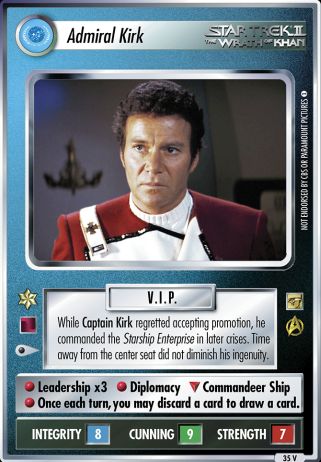 Admiral Kirk
STAR TREK II
THE WRATH OF KHAN
NOT ENDORSED BY CBS OR PARAMOUNT PICTURES
V.I.P.
While Captain Kirk regretted accepting promotion, he
commanded the Starship Enterprise in later crises. Time
away from the center seat did not diminish his ingenuity.
Leadership x3 Diplomacy Commandeer Ship
Once each turn, you may discard a card to draw a card.
INTEGRITY 8 CUNNING 9 STRENGTH 7
35 V